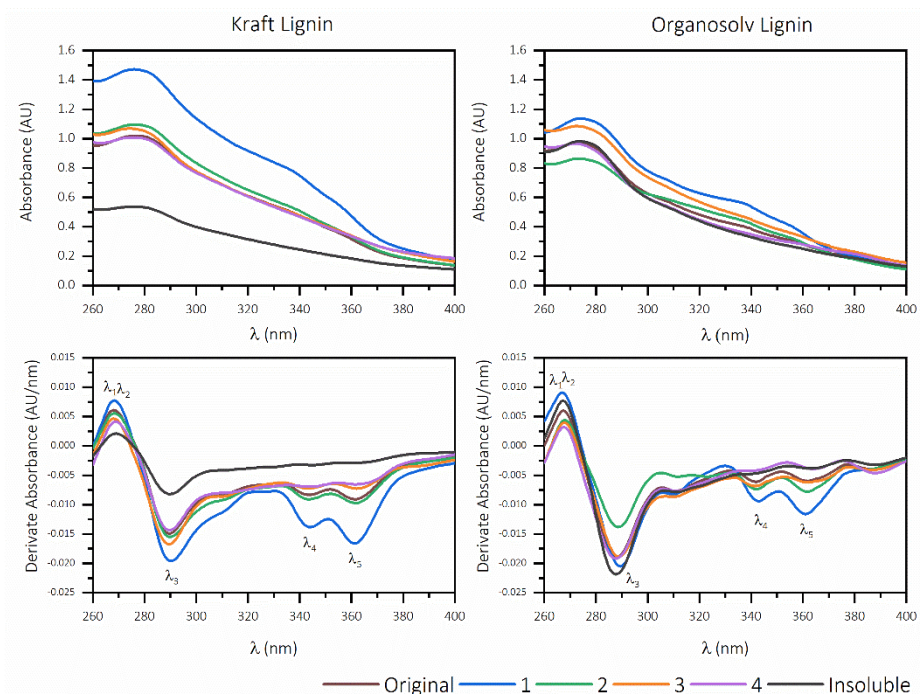 Kraft Lignin
Organosolv Lignin
1.6
1.4
1.2
1.0
0.8
0.6
0.4
0.2
0.0
Absorbance (AU)
260 280 300 320 340 360 380 400
λ (nm)
1.6
1.4
1.2
1.0
0.8
0.6
0.4
0.2
0.0
Absorbance (AU)
260 280 300 320 340 360 380 400
λ (nm)
0.015
0.010
0.005
0.000
-0.005
-0.010
-0.015
-0.020
-0.025
Derivate Absorbance (AU/nm)
λ₁ λ₂
λ₃
λ₄
λ₅
260 280 300 320 340 360 380 400
λ (nm)
0.015
0.010
0.005
0.000
-0.005
-0.010
-0.015
-0.020
-0.025
Derivate Absorbance (AU/nm)
λ₁ λ₂
λ₃
λ₄
λ₅
260 280 300 320 340 360 380 400
λ (nm)
Original 1 2 3 4 Insoluble